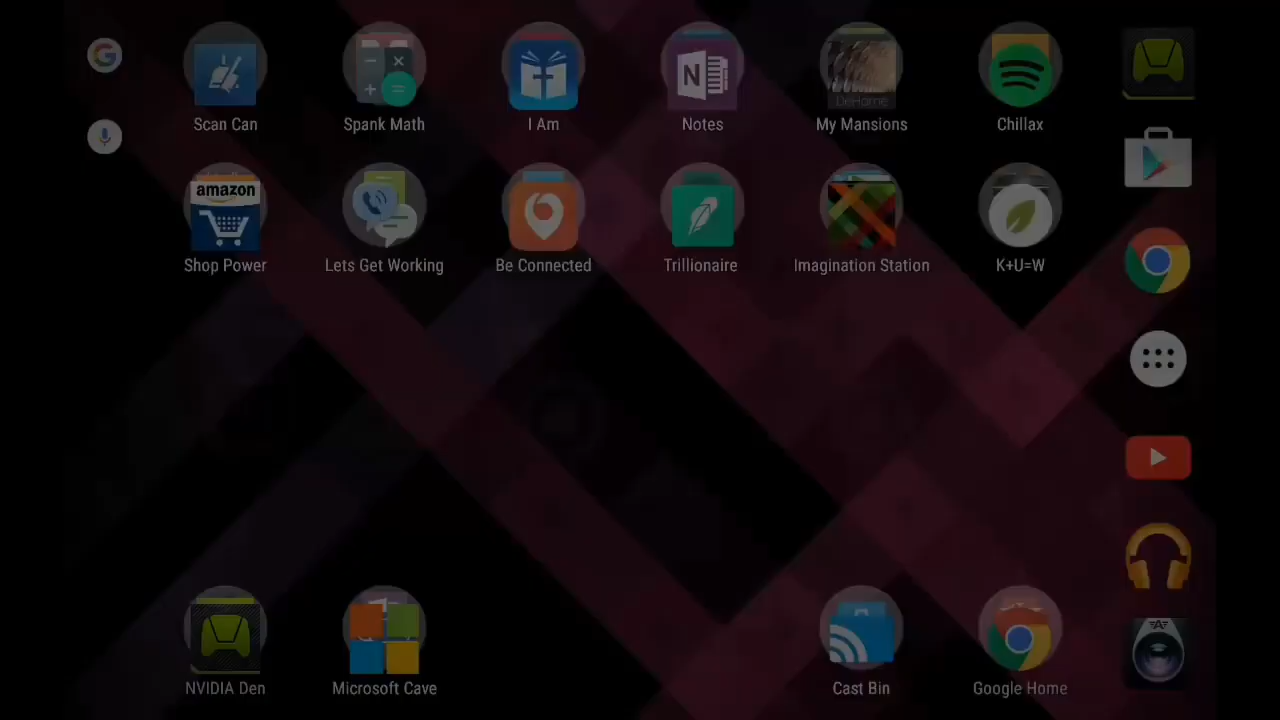 Scan Can
Spank Math
I Am
Notes
My Mansions
Chillax
amazon
Shop Power
Lets Get Working
Be Connected
Trillionaire
Imagination Station
K+U=W
NVIDIA Den
Microsoft Cave
Cast Bin
Google Home
DeHome
N